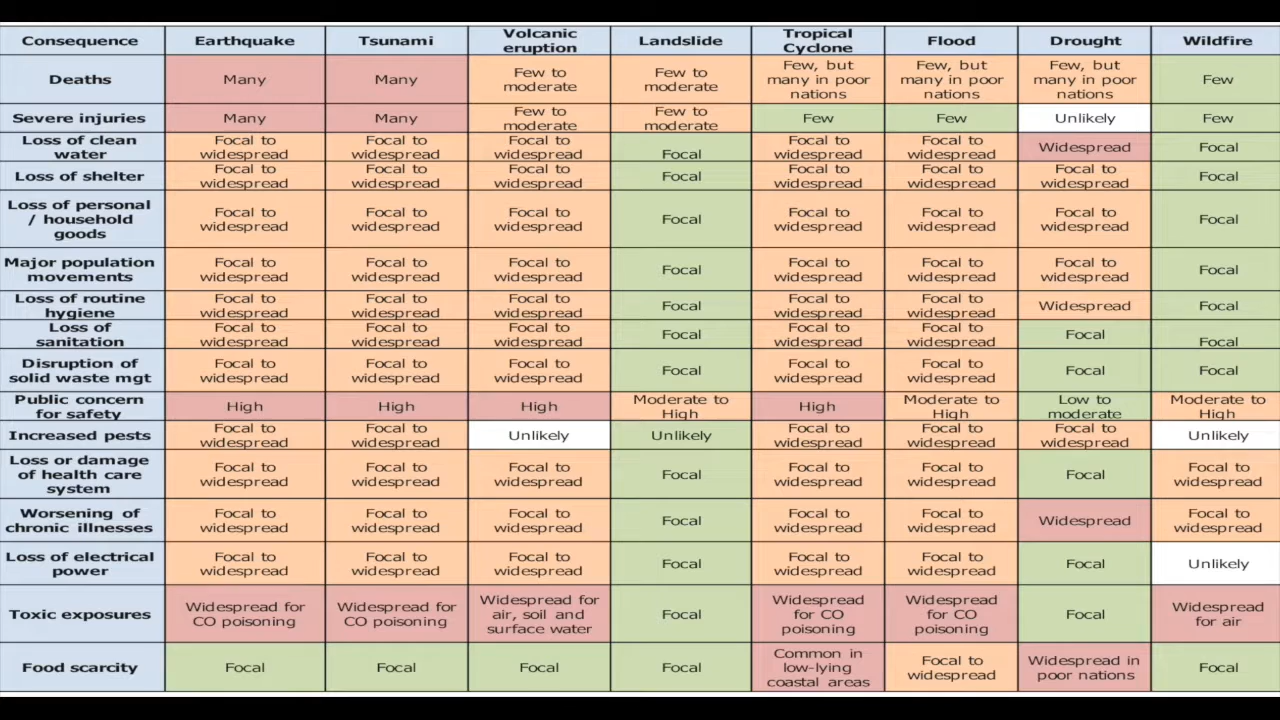 Consequence Earthquake Tsunami Volcanic eruption Landslide Tropical Cyclone Flood Drought Wildfire
Deaths Many Many Few to moderate Few to moderate Few, but many in poor nations Few, but many in poor nations Few, but many in poor nations Few
Severe injuries Many Many Few to moderate Few to moderate Few Few Unlikely Few
Loss of clean water Focal to widespread Focal to widespread Focal to widespread Focal Focal to widespread Focal to widespread Widespread Focal
Loss of shelter Focal to widespread Focal to widespread Focal to widespread Focal Focal to widespread Focal to widespread Focal to widespread Focal
Loss of personal / household goods Focal to widespread Focal to widespread Focal to widespread Focal Focal to widespread Focal to widespread Focal to widespread Focal
Major population movements Focal to widespread Focal to widespread Focal to widespread Focal Focal to widespread Focal to widespread Focal to widespread Focal
Loss of routine hygiene Focal to widespread Focal to widespread Focal to widespread Focal Focal to widespread Focal to widespread Widespread Focal
Loss of sanitation Focal to widespread Focal to widespread Focal to widespread Focal Focal to widespread Focal to widespread Focal Focal
Disruption of solid waste mgt Focal to widespread Focal to widespread Focal to widespread Focal Focal to widespread Focal to widespread Focal Focal
Public concern for safety High High High Moderate to High High Moderate to High Low to moderate Moderate to High
Increased pests Focal to widespread Focal to widespread Unlikely Unlikely Focal to widespread Focal to widespread Focal to widespread Unlikely
Loss or damage of health care system Focal to widespread Focal to widespread Focal to widespread Focal Focal to widespread Focal to widespread Focal Focal to widespread
Worsening of chronic illnesses Focal to widespread Focal to widespread Focal to widespread Focal Focal to widespread Focal to widespread Widespread Focal to widespread
Loss of electrical power Focal to widespread Focal to widespread Focal to widespread Focal Focal to widespread Focal to widespread Focal Unlikely
Toxic exposures Widespread for CO poisoning Widespread for CO poisoning Widespread for air, soil and surface water Focal Widespread for CO poisoning Widespread for CO poisoning Focal Widespread for air
Food scarcity Focal Focal Focal Focal Common in low-lying coastal areas Focal to widespread Widespread in poor nations Focal